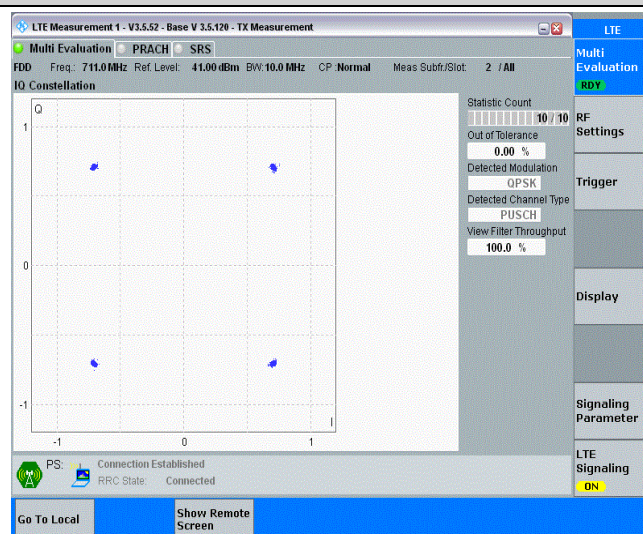 LTE Measurement 1 - V3.5.52 - Base V 3.5.120 - TX Measurement
LTE
Multi Evaluation PRACH SRS
FDD Freq.: 711.0 MHz Ref. Level: 41.00 dBm BW: 10.0 MHz CP :Normal Meas Subfr./Slot: 2 / All
IQ Constellation
Q
1
0
-1
-1 0 1
I
Statistic Count
10 / 10
Out of Tolerance
0.00 %
Detected Modulation
QPSK
Detected Channel Type
PUSCH
View Filter Throughput
100.0 %
Multi
Evaluation
RDY
RF
Settings
Trigger
Display
Signaling
Parameter
LTE
Signaling
ON
PS: Connection Established
RRC State: Connected
Go To Local
Show Remote
Screen